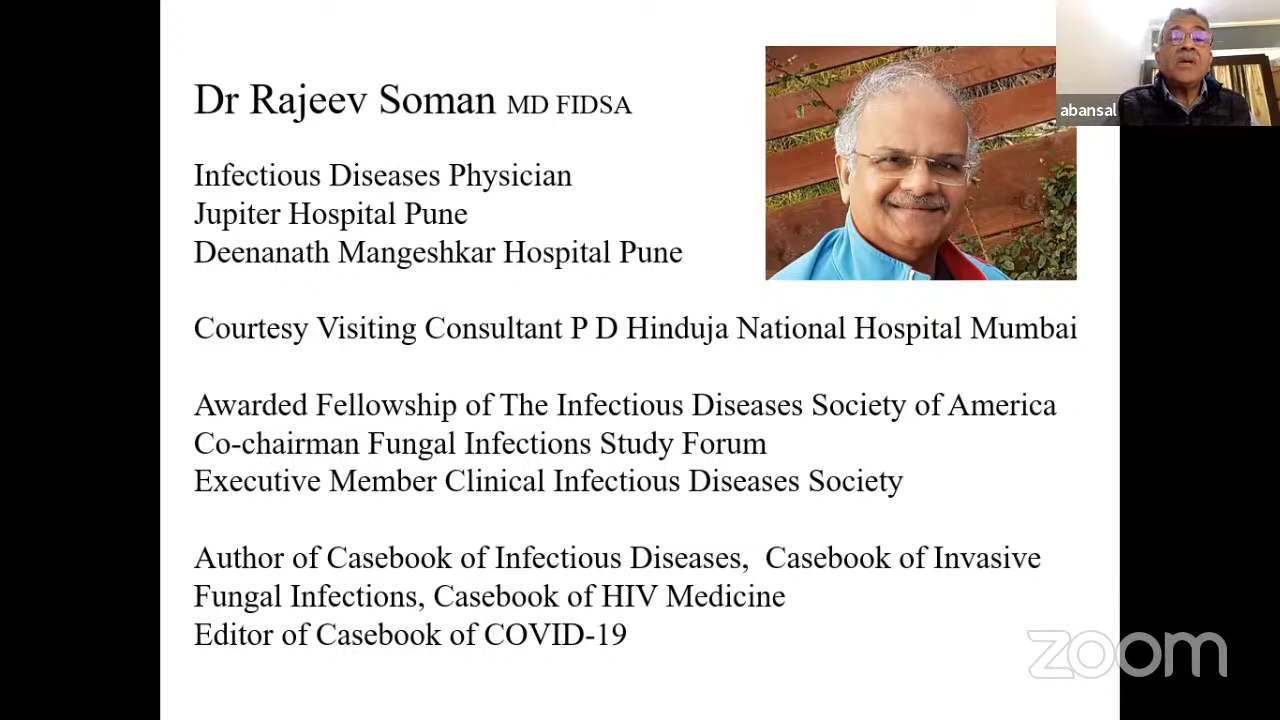 Dr Rajeev Soman MD FIDSA
abansal
Infectious Diseases Physician
Jupiter Hospital Pune
Deenanath Mangeshkar Hospital Pune
Courtesy Visiting Consultant P D Hinduja National Hospital Mumbai
Awarded Fellowship of The Infectious Diseases Society of America
Co-chairman Fungal Infections Study Forum
Executive Member Clinical Infectious Diseases Society
Author of Casebook of Infectious Diseases,  Casebook of Invasive
Fungal Infections, Casebook of HIV Medicine
Editor of Casebook of COVID-19
zoom